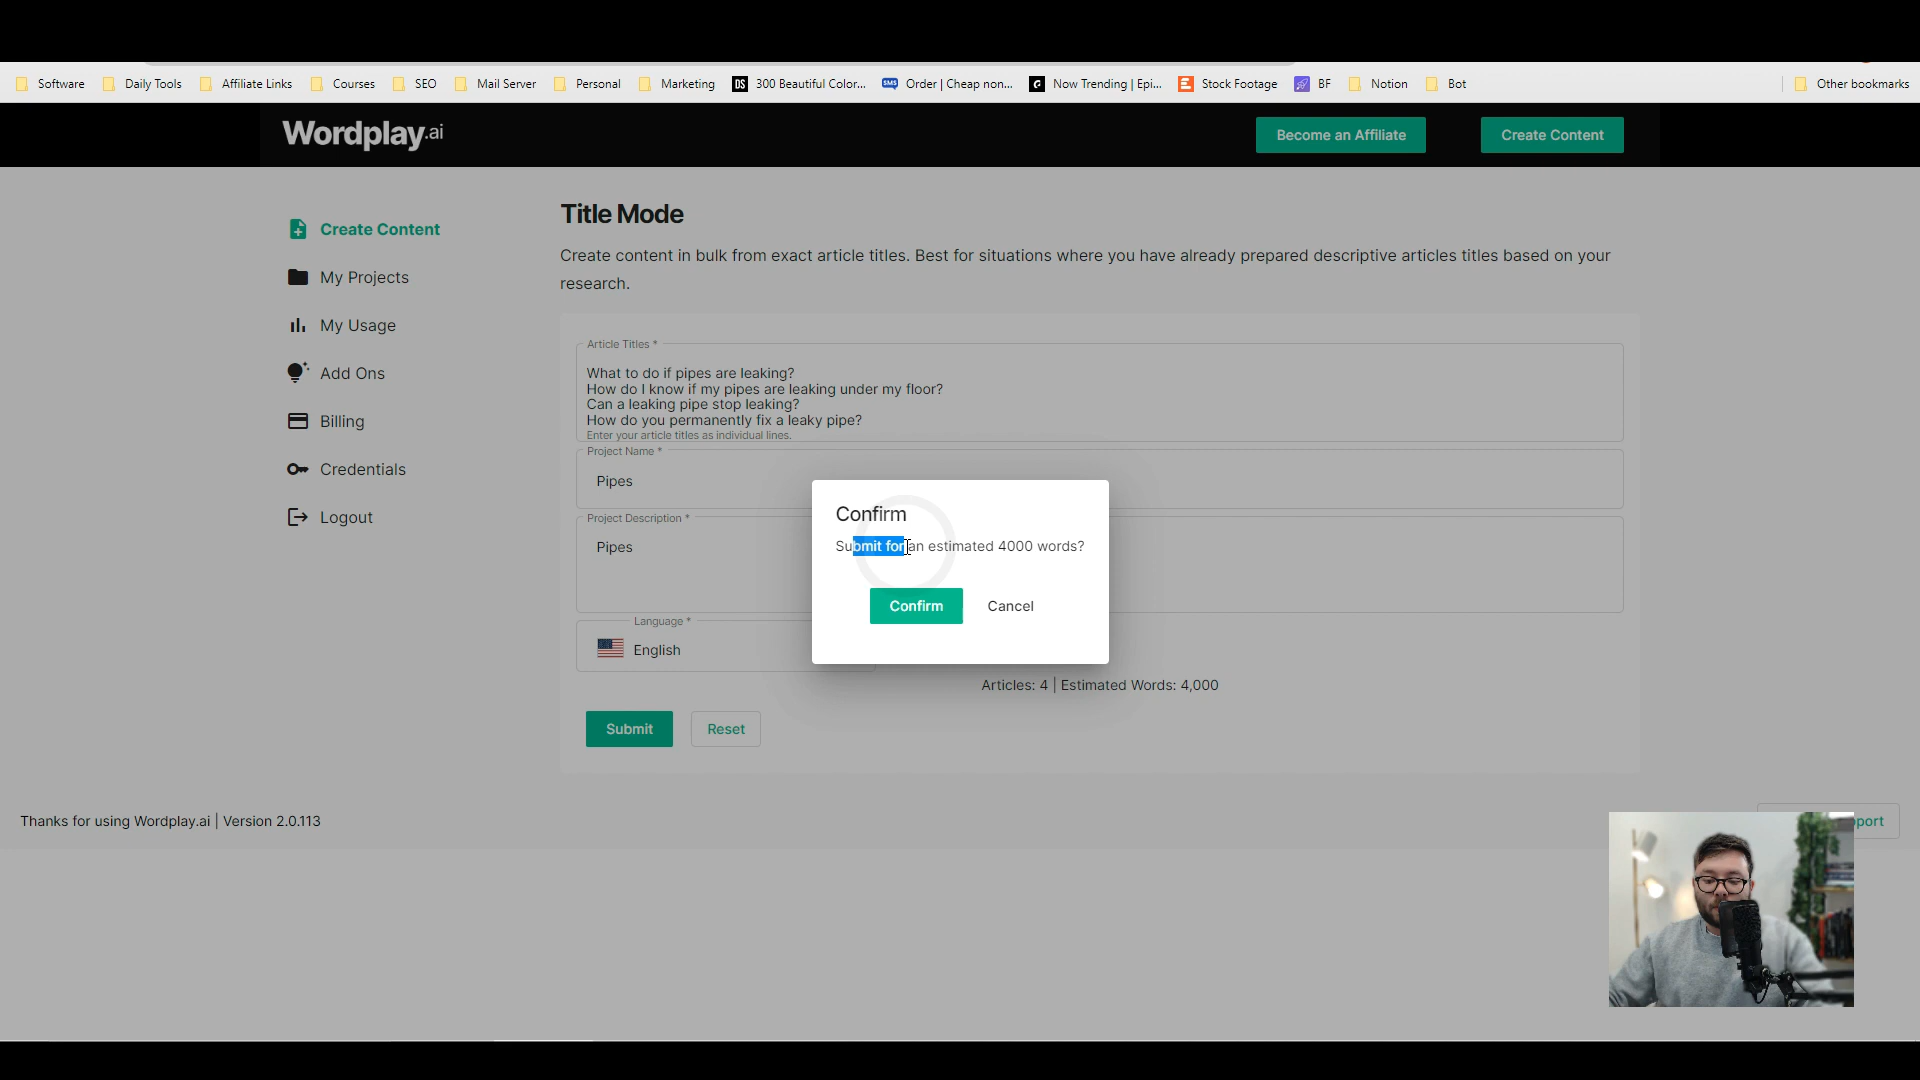 Software Daily Tools Affiliate Links Courses SEO Mail Server Personal Marketing DS 300 Beautiful Color... SMS Order | Cheap non... Now Trending | Epi... Stock Footage BF Notion Bot Other bookmarks
Wordplay.ai Become an Affiliate Create Content
Create Content
My Projects
My Usage
Add Ons
Billing
Credentials
Logout
Title Mode
Create content in bulk from exact article titles. Best for situations where you have already prepared descriptive articles titles based on your
research.
Article Titles *
What to do if pipes are leaking?
How do I know if my pipes are leaking under my floor?
Can a leaking pipe stop leaking?
How do you permanently fix a leaky pipe?
Enter your article titles as individual lines.
Project Name *
Pipes
Project Description *
Pipes
Language *
English
Articles: 4 | Estimated Words: 4,000
Submit Reset
Confirm
Submit for an estimated 4000 words?
Confirm Cancel
Thanks for using Wordplay.ai | Version 2.0.113